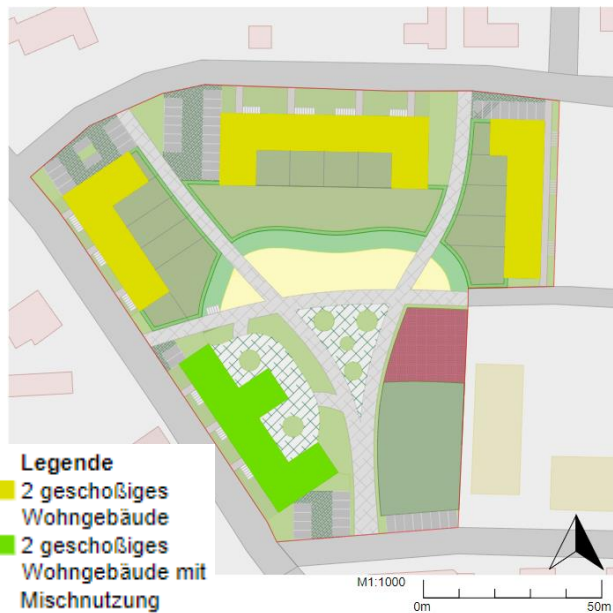 Legende
2 geschoßiges
Wohngebäude
2 geschoßiges
Wohngebäude mit
Mischnutzung
M1:1000
0m
50m